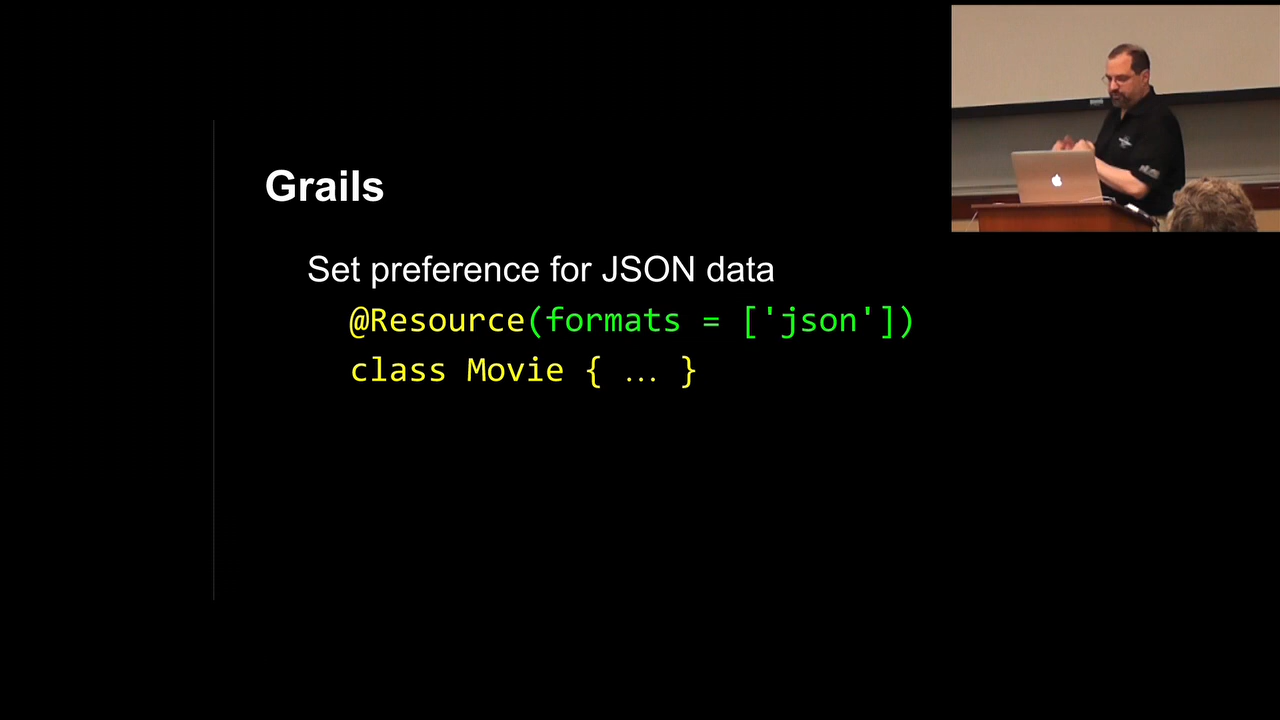 Grails
Set preference for JSON data
@Resource(formats = ['json'])
class Movie { … }